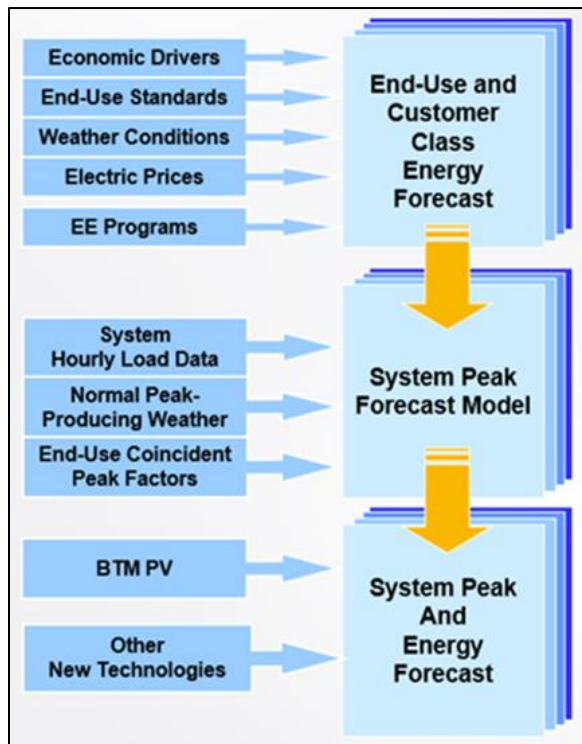 Economic Drivers
End-Use Standards
Weather Conditions
Electric Prices
EE Programs
End-Use and
Customer
Class
Energy
Forecast
System
Hourly Load Data
Normal Peak-
Producing Weather
End-Use Coincident
Peak Factors
System Peak
Forecast Model
BTM PV
Other
New Technologies
System Peak
And
Energy
Forecast